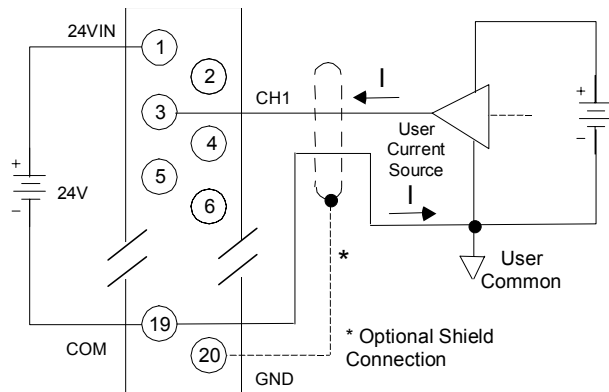 24VIN
1
2
+
I
CH1
3
User
Current
Source
+
–
4
5
+
24V
–
6
I
*
User
Common
19
COM
20
GND
* Optional Shield
Connection